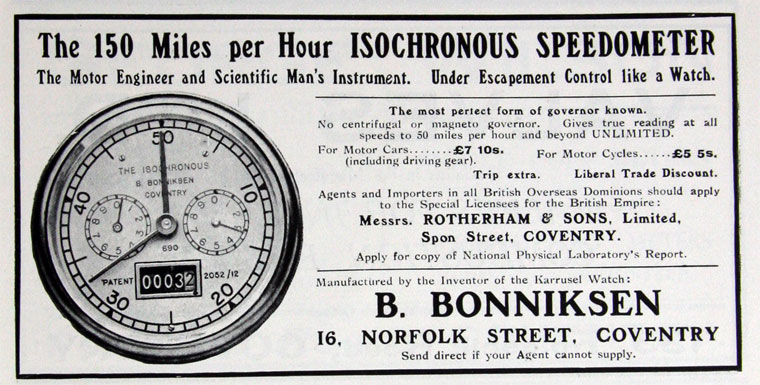 The 150 Miles per Hour ISOCHRONOUS SPEEDOMETER
The Motor Engineer and Scientific Man's Instrument. Under Escapement Control like a Watch.
50
THE ISOCHRONOUS
B. BONNIKSEN
COVENTRY
40
10
690
PATENT
00032
2052/12
30
20
The most perfect form of governor known.
No centrifugal or magneto governor. Gives true reading at all
speeds to 50 miles per hour and beyond UNLIMITED.
For Motor Cars........£7 10s.
(including driving gear).
For Motor Cycles......£5 5s.
Trip extra. Liberal Trade Discount.
Agents and Importers in all British Overseas Dominions should apply
to the Special Licensees for the British Empire:
Messrs. ROTHERHAM & SONS, Limited,
Spon Street, COVENTRY.
Apply for copy of National Physical Laboratory's Report.
Manufactured by the Inventor of the Karrusel Watch:
B. BONNIKSEN
16, NORFOLK STREET, COVENTRY
Send direct if your Agent cannot supply.